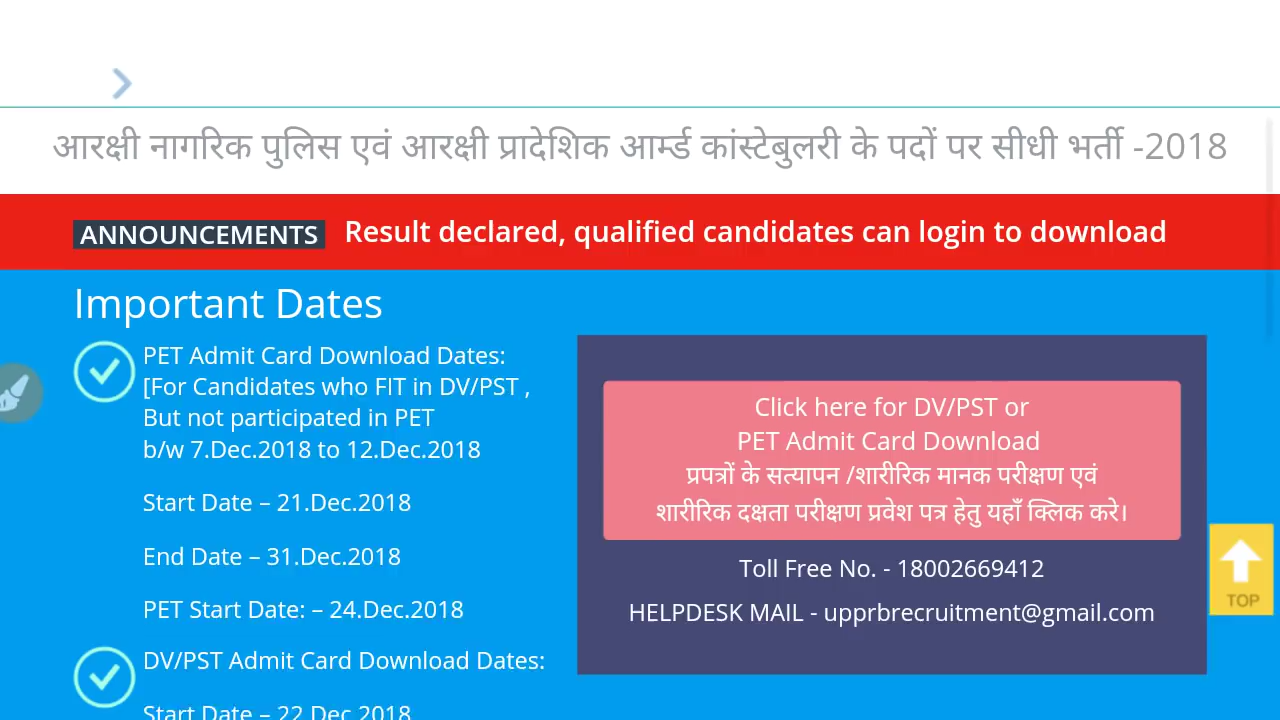 आरक्षी नागरिक पुलिस एवं आरक्षी प्रादेशिक आर्म्ड कांस्टेबुलरी के पदों पर सीधी भर्ती -2018
ANNOUNCEMENTS Result declared, qualified candidates can login to download
Important Dates
PET Admit Card Download Dates:
[For Candidates who FIT in DV/PST ,
But not participated in PET
b/w 7.Dec.2018 to 12.Dec.2018
Start Date – 21.Dec.2018
End Date – 31.Dec.2018
PET Start Date: – 24.Dec.2018
DV/PST Admit Card Download Dates:
Start Date – 22.Dec.2018
Click here for DV/PST or
PET Admit Card Download
प्रपत्रों के सत्यापन /शारीरिक मानक परीक्षण एवं
शारीरिक दक्षता परीक्षण प्रवेश पत्र हेतु यहाँ क्लिक करे।
Toll Free No. - 18002669412
HELPDESK MAIL - upprbrecruitment@gmail.com
TOP